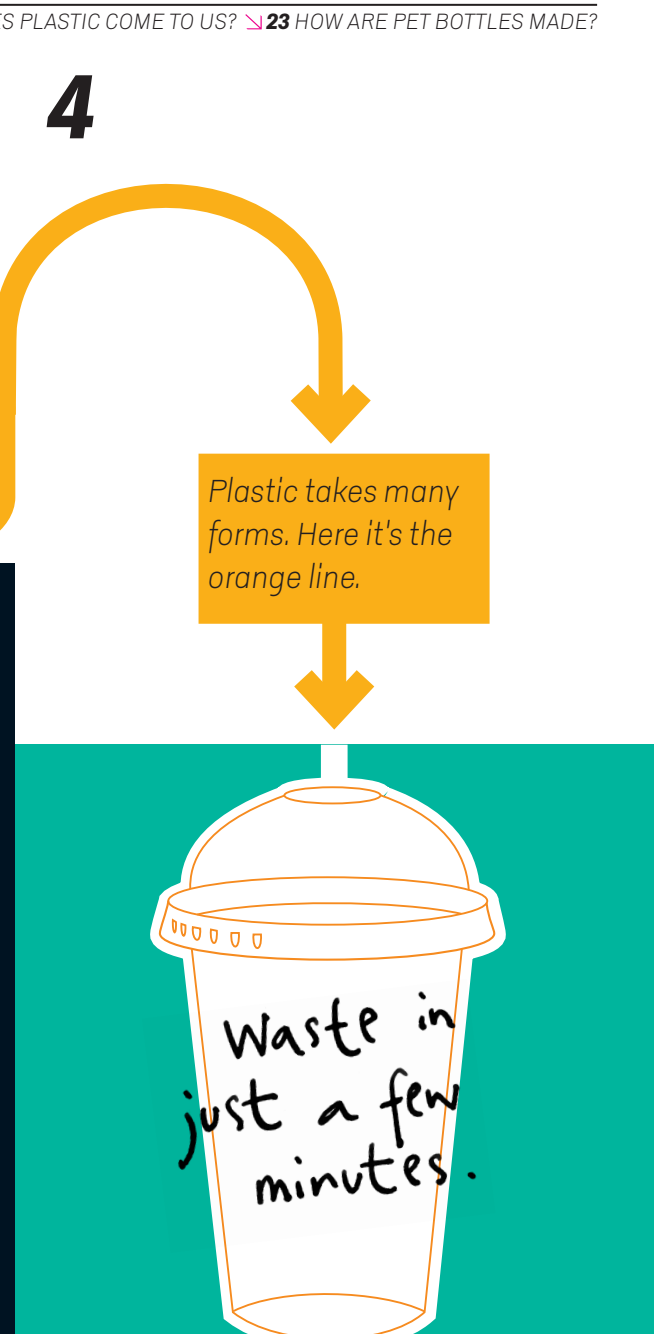 S PLASTIC COME TO US? ↘23 HOW ARE PET BOTTLES MADE?
4
Plastic takes many
forms. Here it's the
orange line.
Waste in
just a few
minutes.